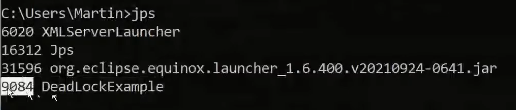 C:\Users\Martin>jps
6020 XMLServerLauncher
16312 Jps
31596 org.eclipse.equinox.launcher_1.6.400.v20210924-0641.jar
9084 DeadLockExample